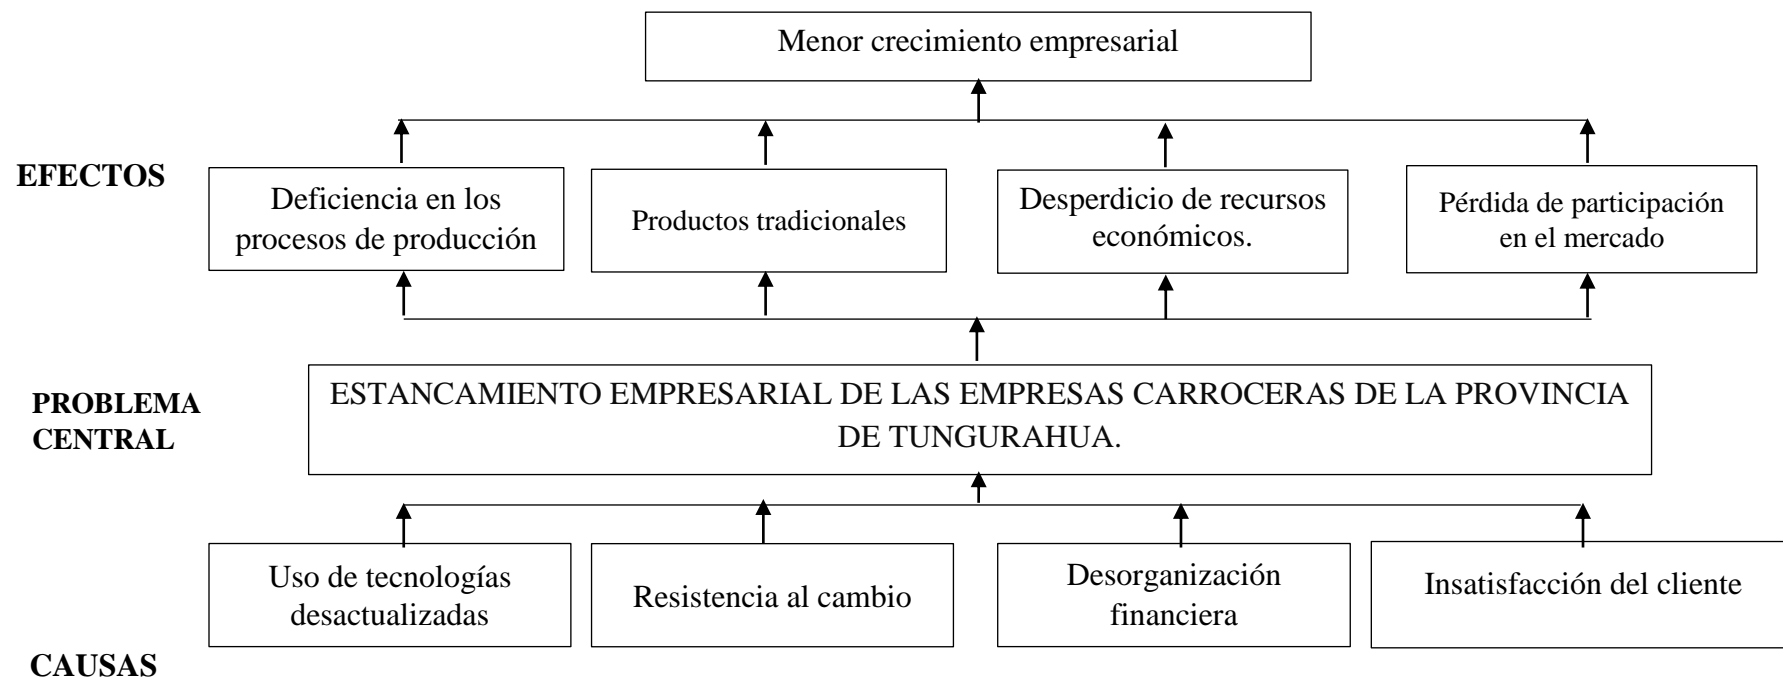 Menor crecimiento empresarial
EFECTOS
Deficiencia en los
procesos de producción
Productos tradicionales
Desperdicio de recursos
económicos.
Pérdida de participación
en el mercado
PROBLEMA
CENTRAL
ESTANCAMIENTO EMPRESARIAL DE LAS EMPRESAS CARROCERAS DE LA PROVINCIA
DE TUNGURAHUA.
Uso de tecnologías
desactualizadas
Resistencia al cambio
Desorganización
financiera
Insatisfacción del cliente
CAUSAS